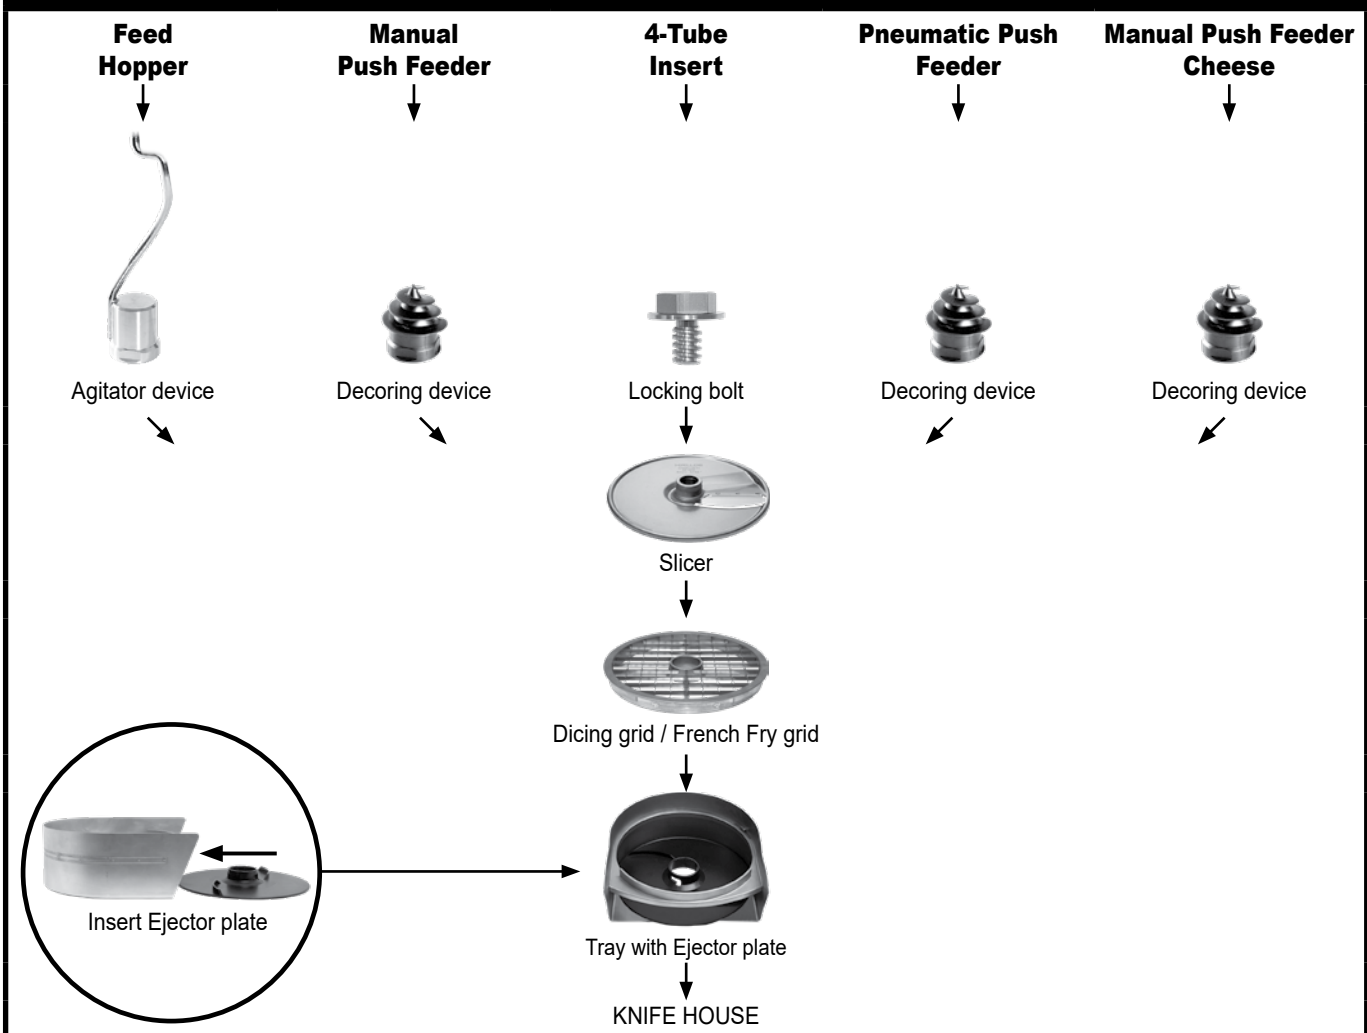 Feed
Hopper
Manual
Push Feeder
4-Tube
Insert
Pneumatic Push
Feeder
Manual Push Feeder
Cheese
Agitator device
Decoring device
Locking bolt
Decoring device
Decoring device
Slicer
Dicing grid / French Fry grid
Insert Ejector plate
Tray with Ejector plate
KNIFE HOUSE